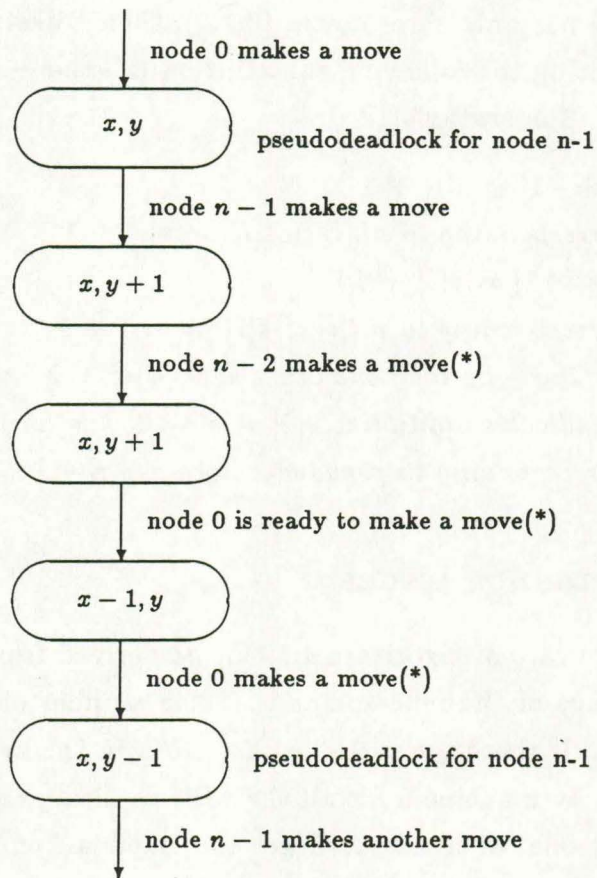 node 0 makes a move
x, y
pseudodeadlock for node n-1
node n − 1 makes a move
x, y + 1
node n − 2 makes a move(*)
x, y + 1
node 0 is ready to make a move(*)
x − 1, y
node 0 makes a move(*)
x, y − 1
pseudodeadlock for node n-1
node n − 1 makes another move